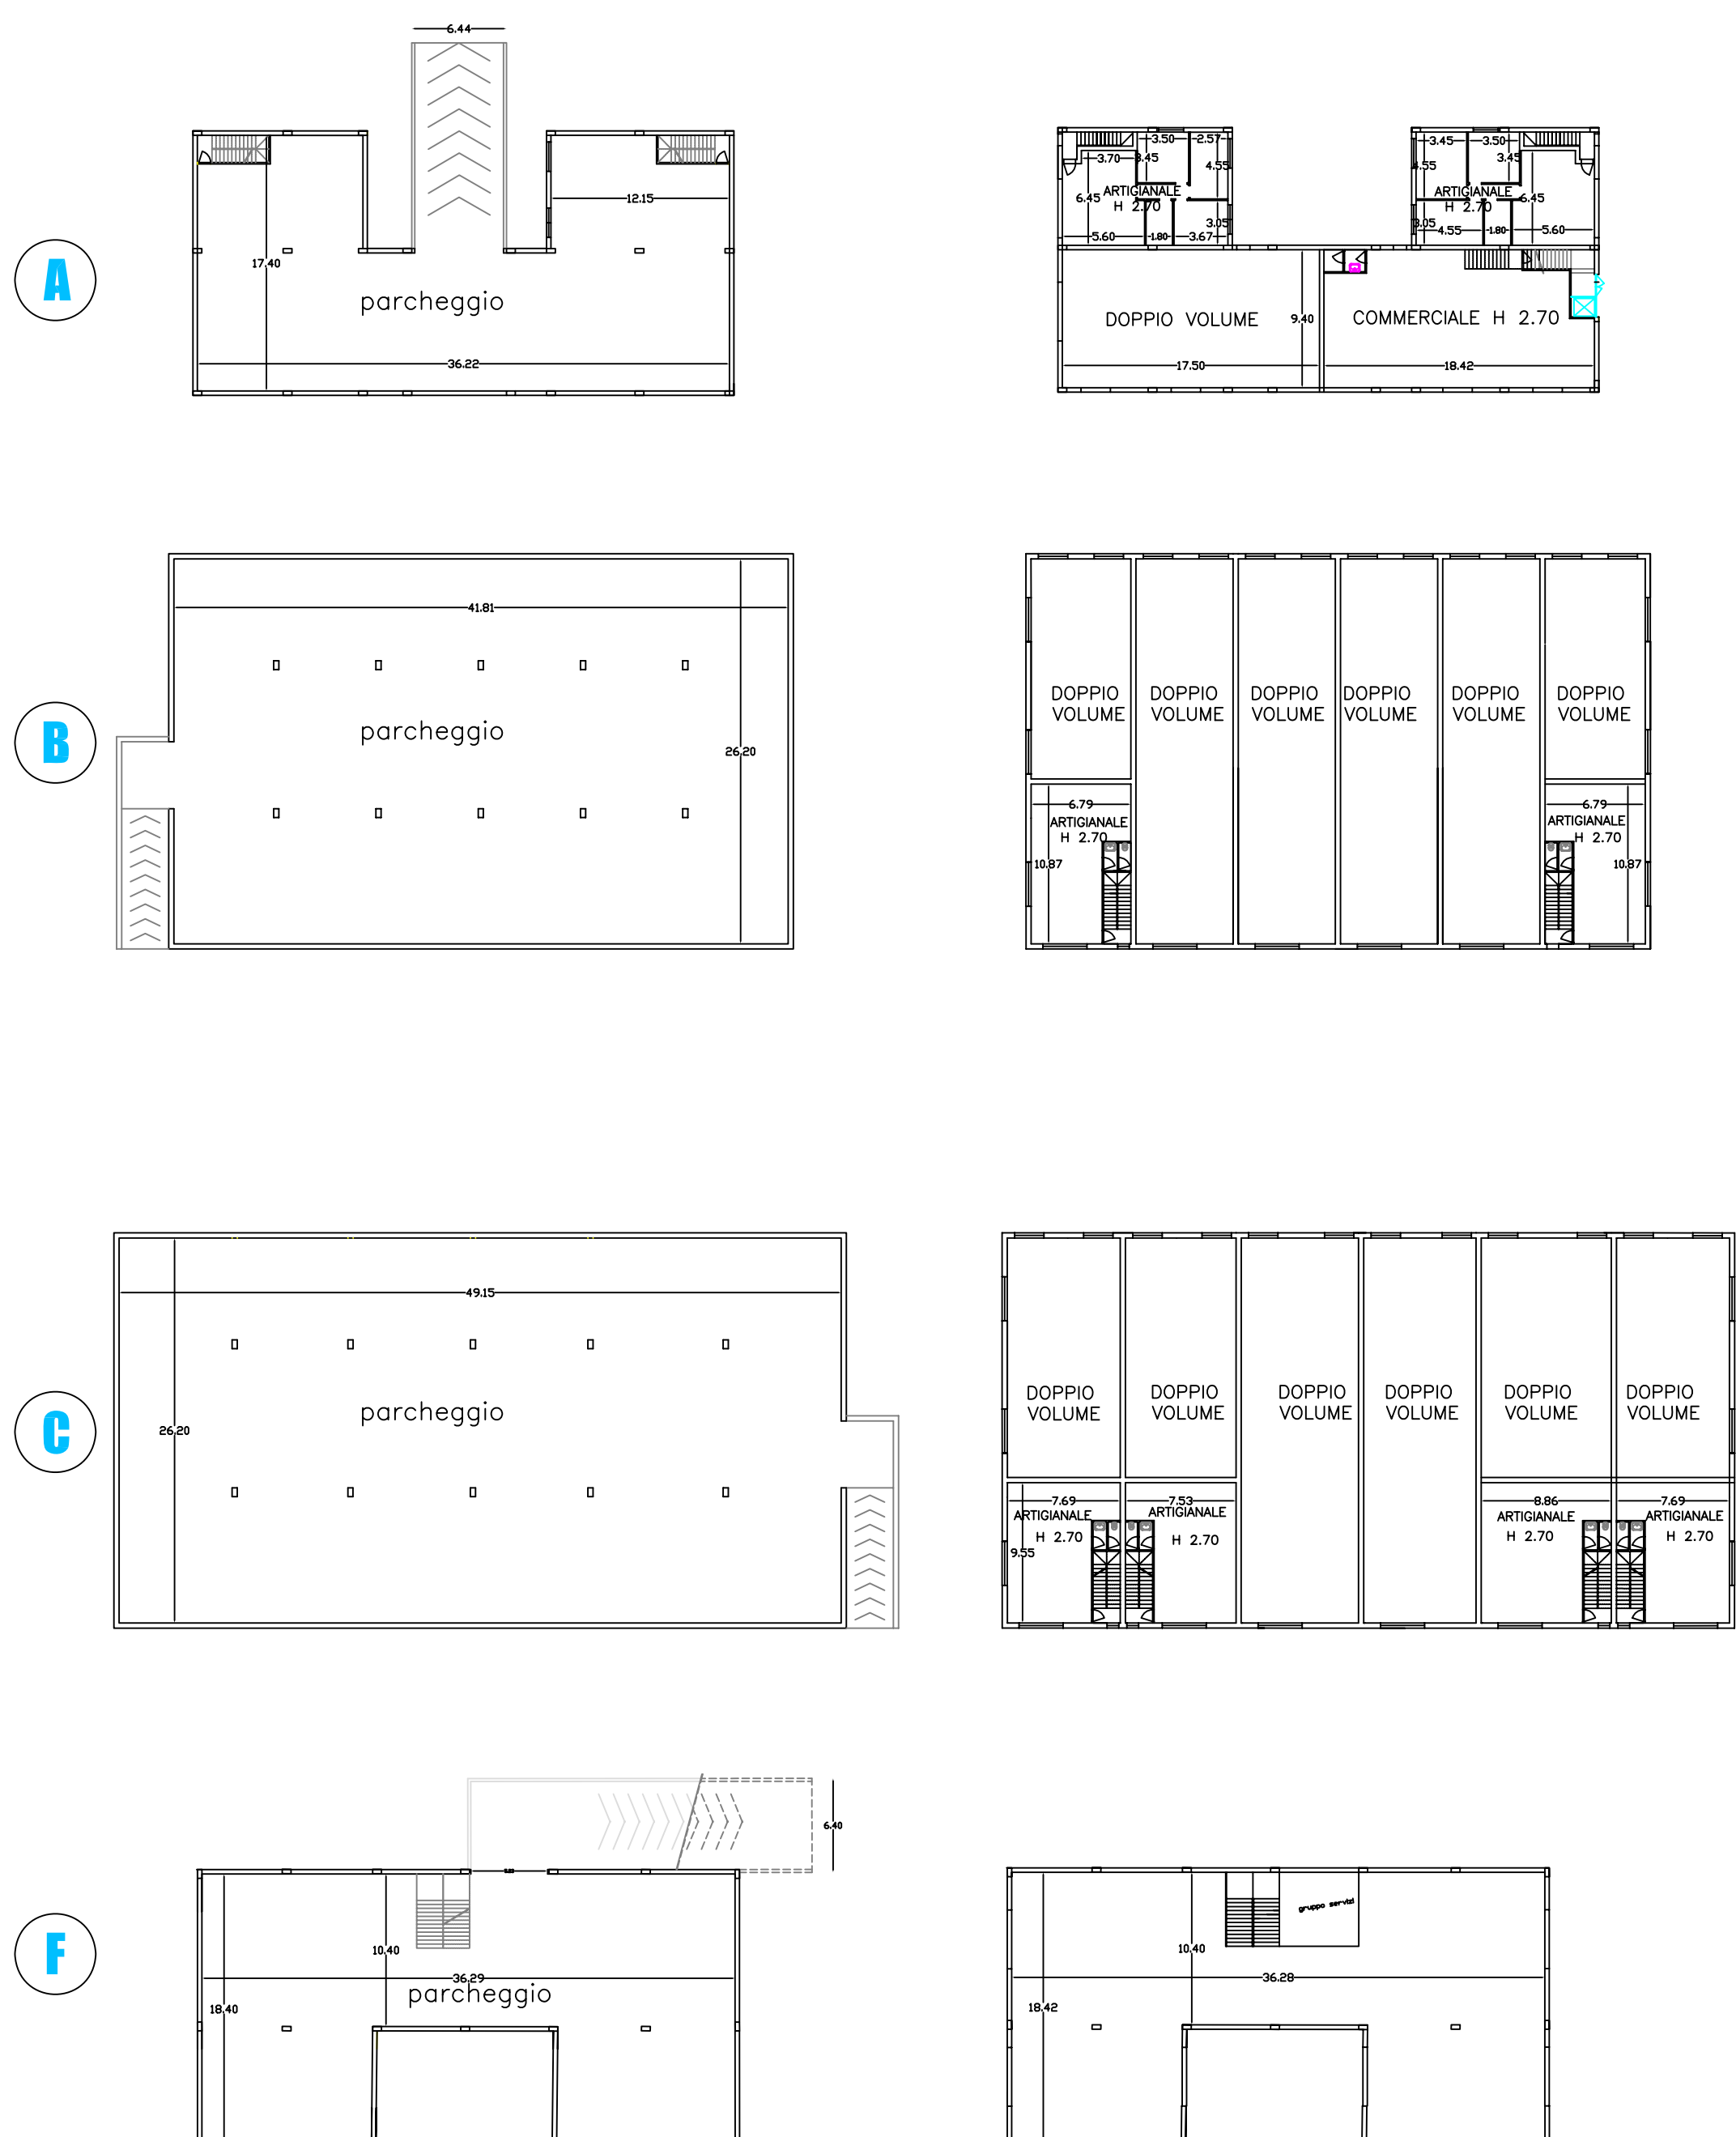 6.44
A
12.15
17.40
parcheggio
36.22
3.50
2.57
3.70
3.45
4.55
ARTIGIANALE
6.45
H 2.70
3.05
5.60
1.80
3.67
3.45
3.50
4.55
3.45
ARTIGIANALE
6.45
H 2.70
3.05
4.55
1.80
5.60
DOPPIO VOLUME
9.40
COMMERCIALE H 2.70
17.50
18.42
B
41.81
parcheggio
26.20
DOPPIO
VOLUME
DOPPIO
VOLUME
DOPPIO
VOLUME
DOPPIO
VOLUME
DOPPIO
VOLUME
DOPPIO
VOLUME
6.79
ARTIGIANALE
H 2.70
10.87
6.79
ARTIGIANALE
H 2.70
10.87
C
49.15
parcheggio
26.20
DOPPIO
VOLUME
DOPPIO
VOLUME
DOPPIO
VOLUME
DOPPIO
VOLUME
DOPPIO
VOLUME
DOPPIO
VOLUME
7.69
ARTIGIANALE
H 2.70
9.55
7.53
ARTIGIANALE
H 2.70
8.86
ARTIGIANALE
H 2.70
7.69
ARTIGIANALE
H 2.70
F
6.40
10.40
36.29
parcheggio
18.40
gruppo servizi
10.40
36.28
18.42